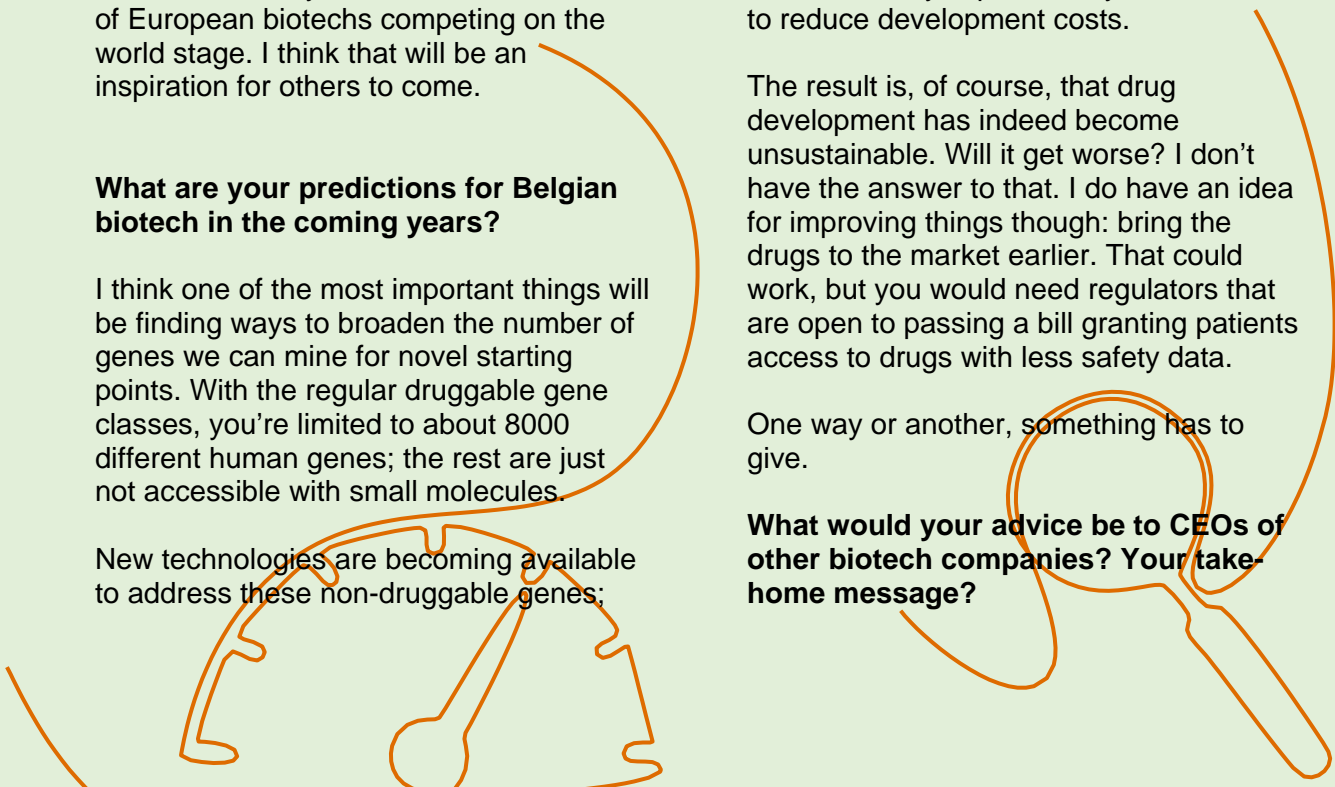 of European biotechs competing on the
world stage. I think that will be an
inspiration for others to come.
What are your predictions for Belgian
biotech in the coming years?
I think one of the most important things will
be finding ways to broaden the number of
genes we can mine for novel starting
points. With the regular druggable gene
classes, you're limited to about 8000
different human genes; the rest are just
not accessible with small molecules.
New technologies are becoming available
to address these non-druggable genes;
to reduce development costs.
The result is, of course, that drug
development has indeed become
unsustainable. Will it get worse? I don't
have the answer to that. I do have an idea
for improving things though: bring the
drugs to the market earlier. That could
work, but you would need regulators that
are open to passing a bill granting patients
access to drugs with less safety data.
One way or another, something has to
give.
What would your advice be to CEOs of
other biotech companies? Your take-
home message?